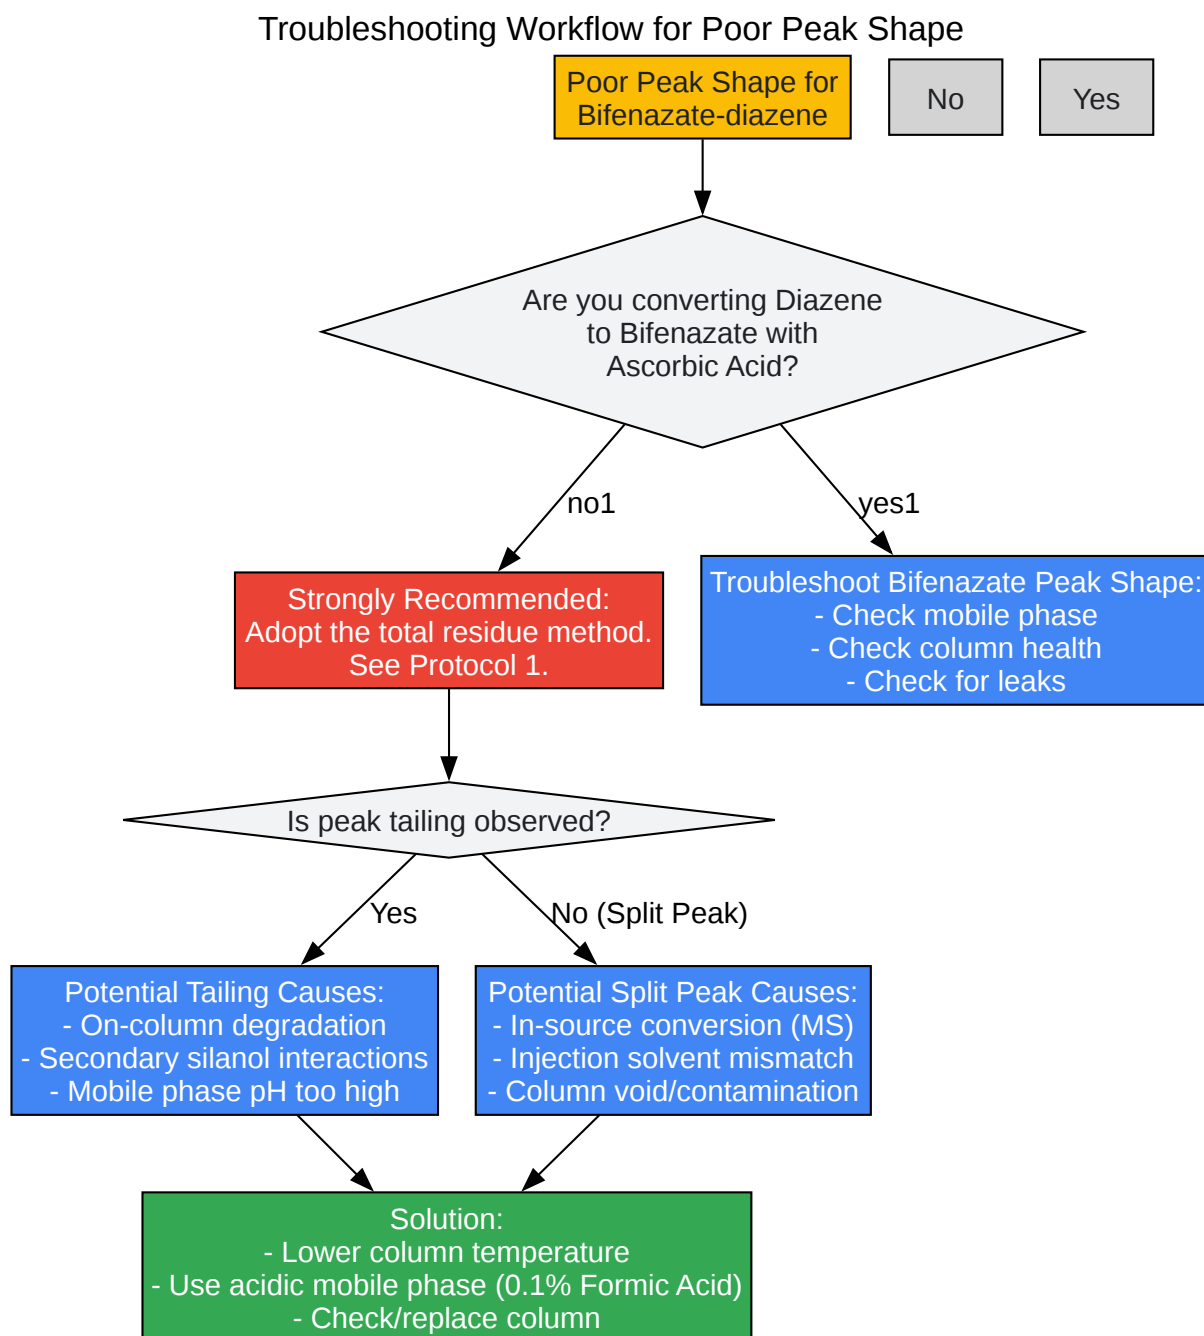 Troubleshooting Workflow for Poor Peak Shape
Poor Peak Shape for
Bifenazate-diazene
No
Yes
Are you converting Diazene
to Bifenazate with
Ascorbic Acid?
no1
yes1
Strongly Recommended:
Adopt the total residue method.
See Protocol 1.
Troubleshoot Bifenazate Peak Shape:
- Check mobile phase
- Check column health
- Check for leaks
Is peak tailing observed?
Yes
No (Split Peak)
Potential Tailing Causes:
- On-column degradation
- Secondary silanol interactions
- Mobile phase pH too high
Potential Split Peak Causes:
- In-source conversion (MS)
- Injection solvent mismatch
- Column void/contamination
Solution:
- Lower column temperature
- Use acidic mobile phase (0.1% Formic Acid)
- Check/replace column